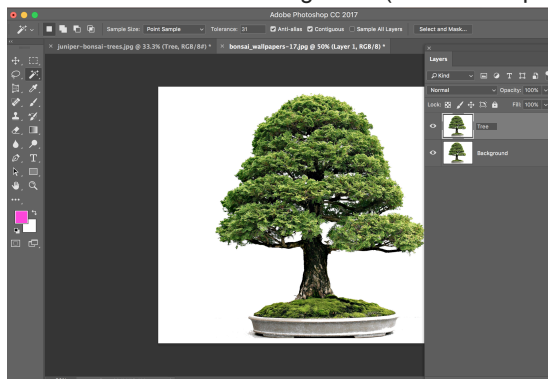 Adobe Photoshop CC 2017
Sample Size: Point Sample Tolerance: 31 Anti-alias Contiguous Sample All Layers Select and Mask...
× juniper-bonsai-trees.jpg @ 33.3% (Tree, RGB/8#) * × bonsai_wallpapers-17.jpg @ 50% (Layer 1, RGB/8) *
Layers
Kind
Normal Opacity: 100%
Lock: Fill: 100%
Tree
Background